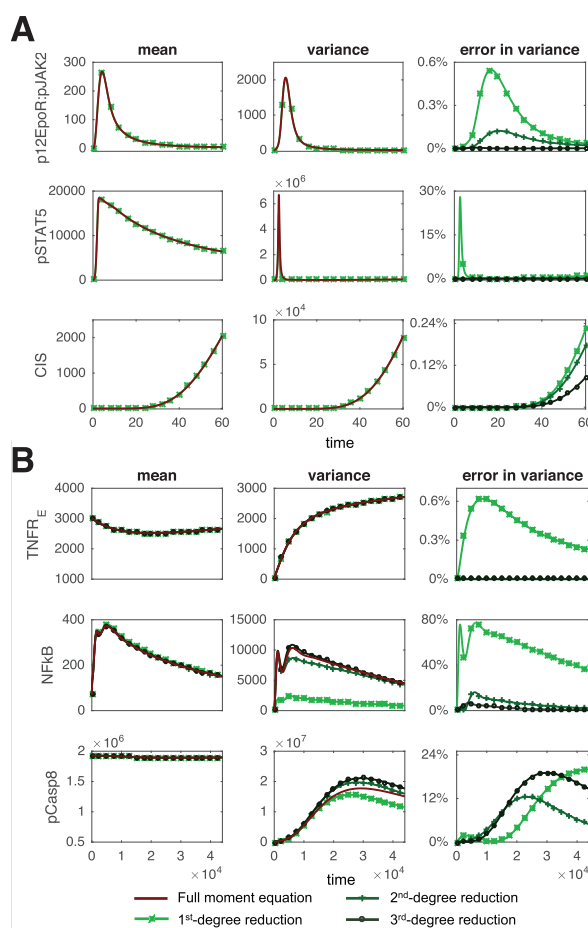 A
mean
variance
error in variance
p12EpoR:pJAK2
300
200
100
0
2000
1000
0
0.6%
0.3%
0%
pSTAT5
20000
10000
0
× 10^6
6
4
2
0
30%
15%
0%
CIS
2000
1000
0
0 20 40 60
× 10^4
10
5
0
0 20 40 60
0.24%
0.12%
0%
0 20 40 60
time
B
mean
variance
error in variance
TNFR_E
4000
3000
2000
1000
3000
2000
1000
0
0.6%
0.3%
0%
NFkB
400
200
0
15000
10000
5000
0
80%
40%
0%
pCasp8
× 10^6
2
1.5
1
0.5
0 1 2 3 4
× 10^4
× 10^7
3
2
1
0
0 1 2 3 4
× 10^4
24%
12%
0%
0 1 2 3 4
× 10^4
time
Full moment equation
1st-degree reduction
2nd-degree reduction
3rd-degree reduction